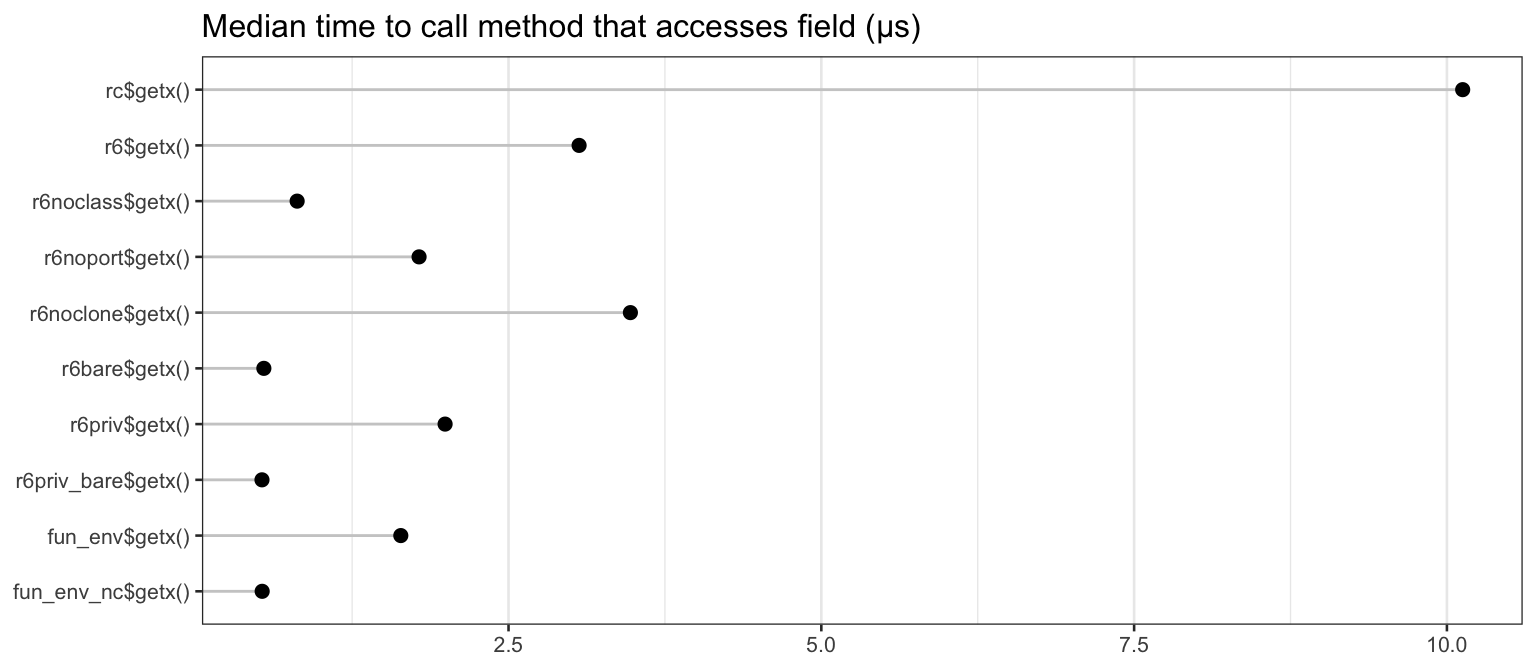 Median time to call method that accesses field (µs)
rc$getx()
r6$getx()
r6noclass$getx()
r6noport$getx()
r6noclone$getx()
r6bare$getx()
r6priv$getx()
r6priv_bare$getx()
fun_env$getx()
fun_env_nc$getx()
2.5 5.0 7.5 10.0